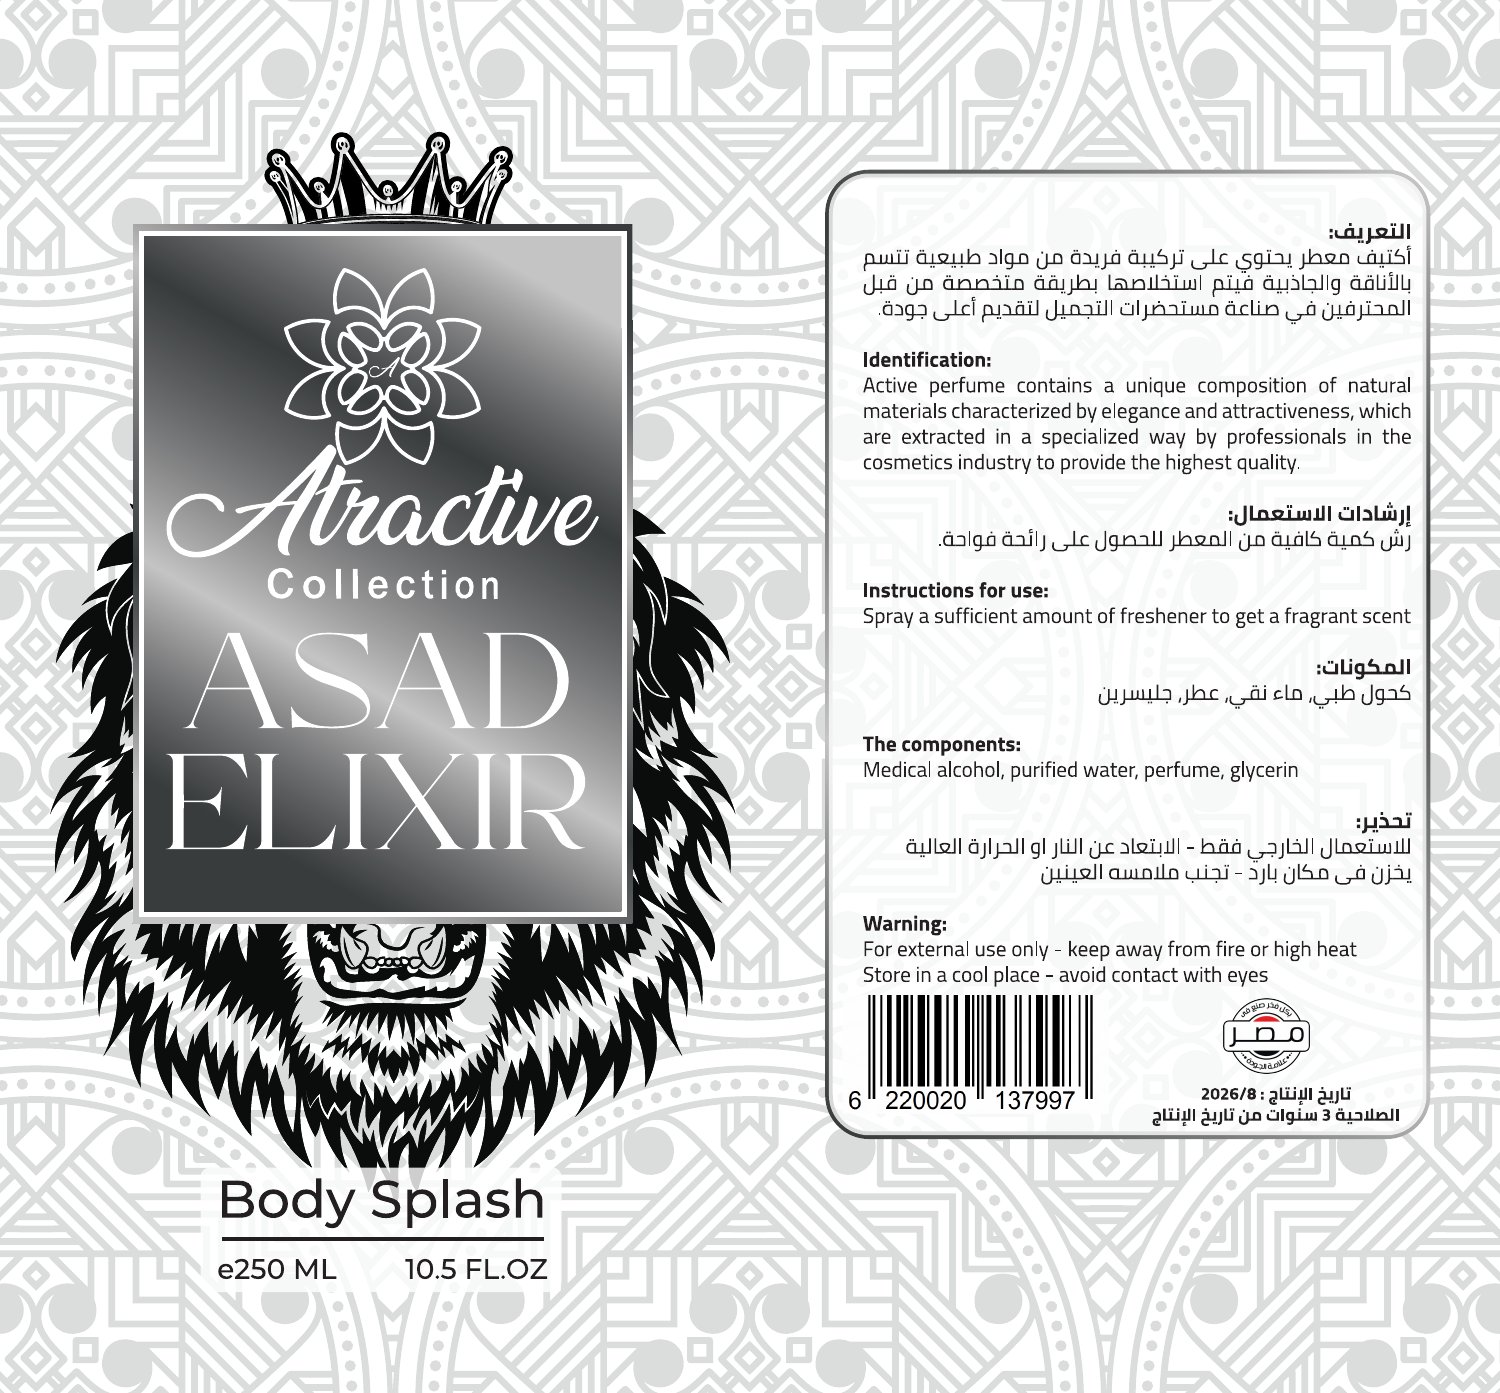 A
Atractive
Collection
ASAD
ELIXIR
Body Splash
e250 ML 10.5 FL.OZ
التعريف:
أكتيف معطر يحتوي على تركيبة فريدة من مواد طبيعية تتسم
بالأناقة والجاذبية فيتم استخلاصها بطريقة متخصصة من قبل
المحترفين في صناعة مستحضرات التجميل لتقديم أعلى جودة.
Identification:
Active perfume contains a unique composition of natural
materials characterized by elegance and attractiveness, which
are extracted in a specialized way by professionals in the
cosmetics industry to provide the highest quality.
إرشادات الاستعمال:
رش كمية كافية من المعطر للحصول على رائحة فواحة.
Instructions for use:
Spray a sufficient amount of freshener to get a fragrant scent
المكونات:
كحول طبي, ماء نقي, عطر, جليسرين
The components:
Medical alcohol, purified water, perfume, glycerin
تحذير:
للاستعمال الخارجي فقط - الابتعاد عن النار او الحرارة العالية
يخزن فى مكان بارد - تجنب ملامسه العينين
Warning:
For external use only - keep away from fire or high heat
Store in a cool place - avoid contact with eyes
6 220020 137997
بكل فخر صنع في
مصر
علامة الجودة
تاريخ الإنتاج : 2026/8
الصلاحية 3 سنوات من تاريخ الإنتاج